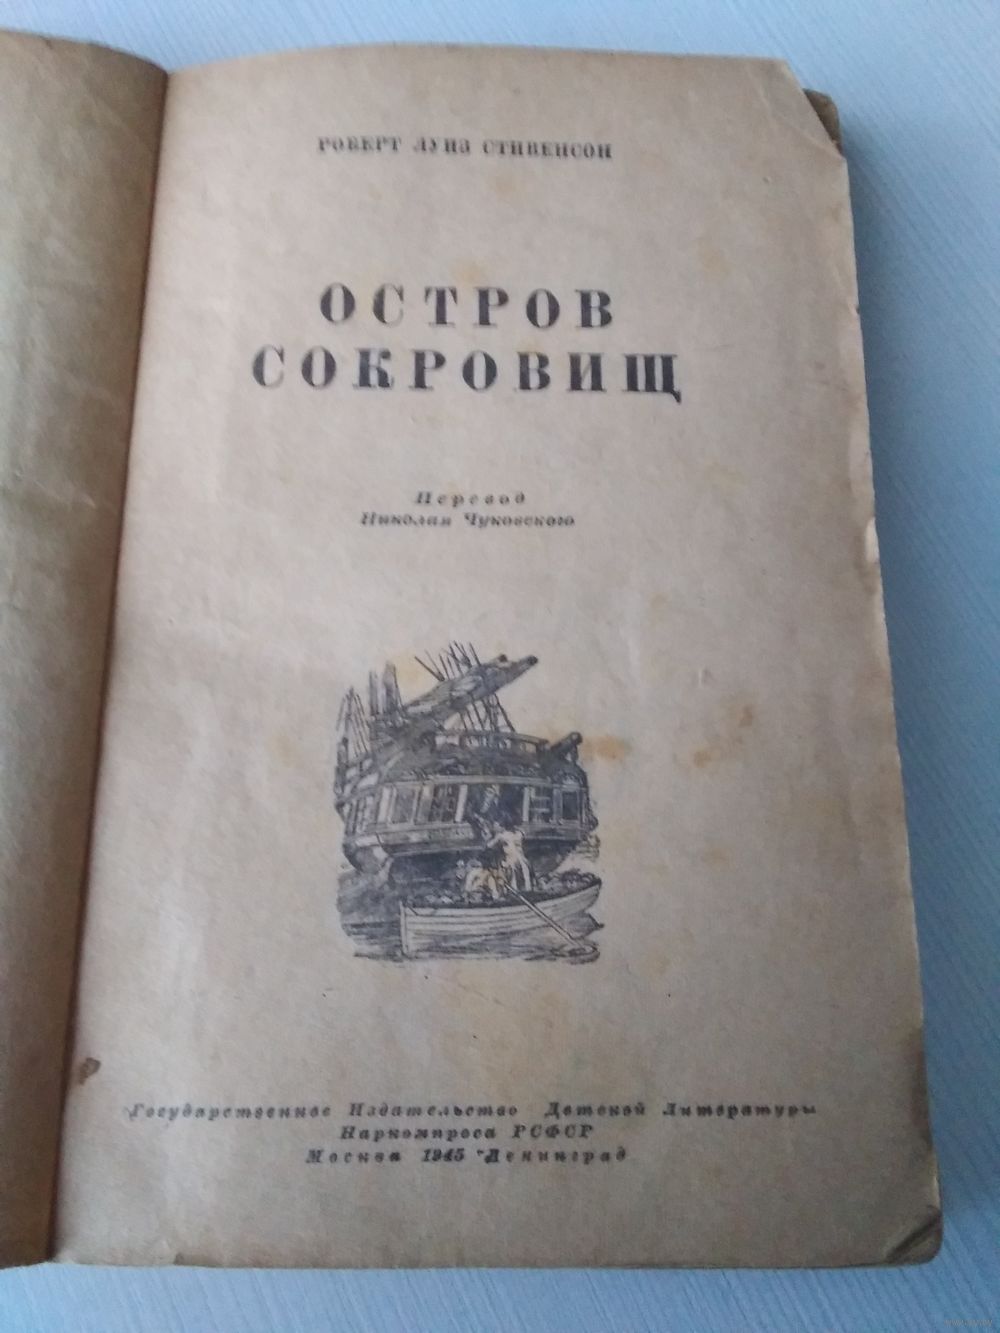 РОБЕРТ ЛУИЗ СТИВЕНСОН
ОСТРОВ
СОКРОВИЩ
Перевод
Николая Чуковского
Государственное Издательство Детской Литературы
Наркомпроса РСФСР
Москва 1945 Ленинград